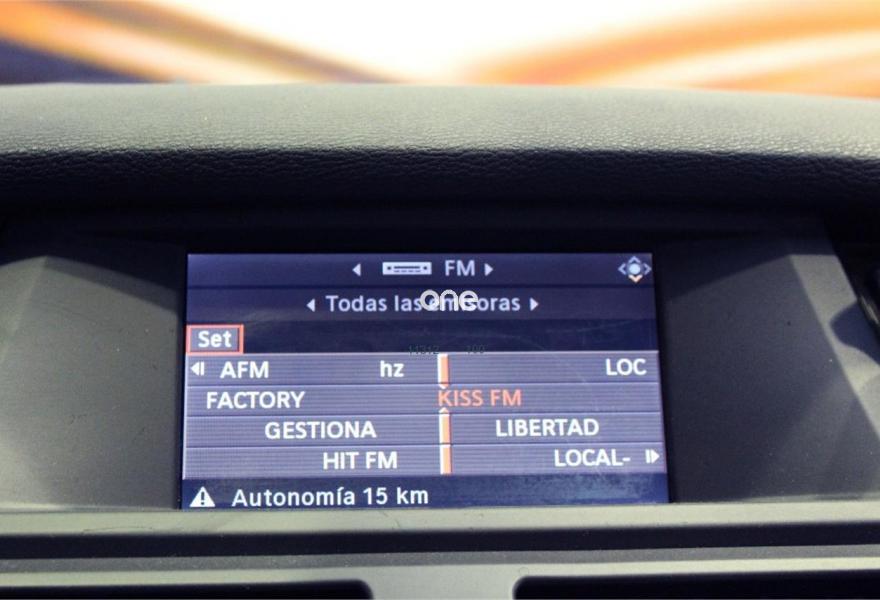 FM
Todas las emisoras
one
Set
AFM hz LOC
FACTORY KISS FM
GESTIONA LIBERTAD
HIT FM LOCAL-
Autonomía 15 km